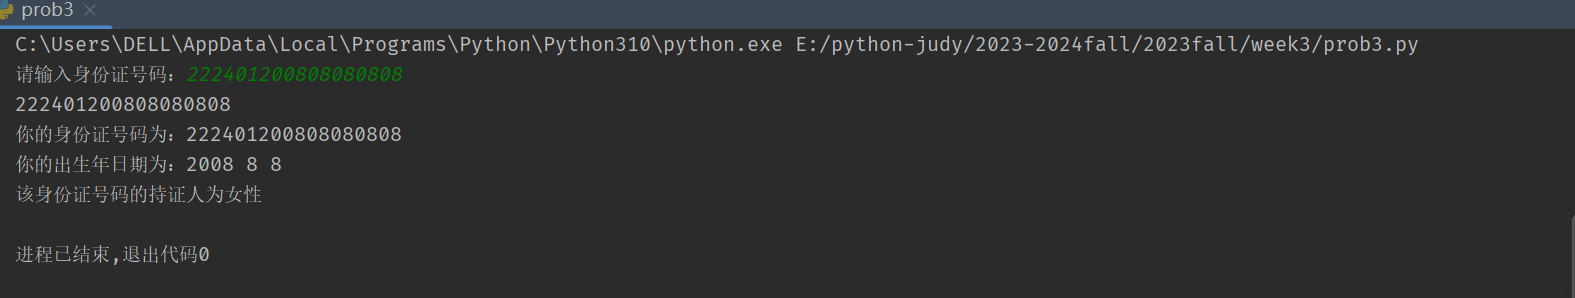 prob3
C:\Users\DELL\AppData\Local\Programs\Python\Python310\python.exe E:/python-judy/2023-2024fall/2023fall/week3/prob3.py
请输入身份证号码：222401200808080808
222401200808080808
你的身份证号码为：222401200808080808
你的出生年日期为：2008 8 8
该身份证号码的持证人为女性
进程已结束,退出代码0